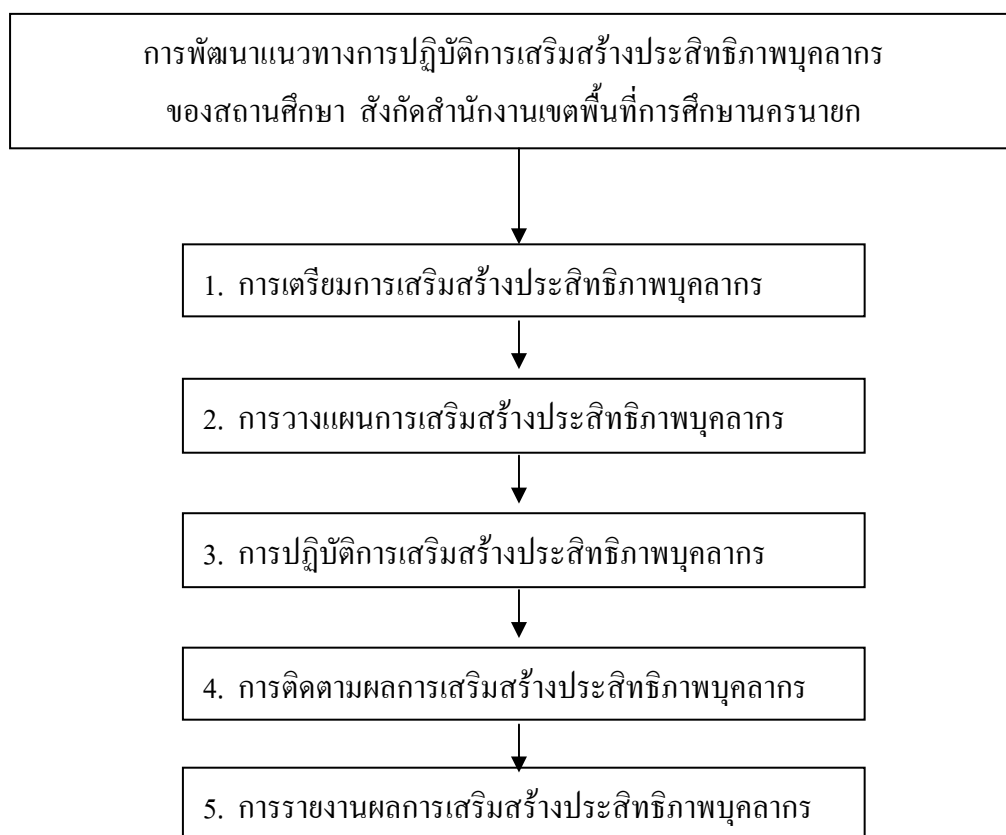 การพัฒนาแนวทางการปฏิบัติการเสริมสร้างประสิทธิภาพบุคลากร
ของสถานศึกษา สังกัดสำนักงานเขตพื้นที่การศึกษานครนายก
1. การเตรียมการเสริมสร้างประสิทธิภาพบุคลากร
2. การวางแผนการเสริมสร้างประสิทธิภาพบุคลากร
3. การปฏิบัติการเสริมสร้างประสิทธิภาพบุคลากร
4. การติดตามผลการเสริมสร้างประสิทธิภาพบุคลากร
5. การรายงานผลการเสริมสร้างประสิทธิภาพบุคลากร